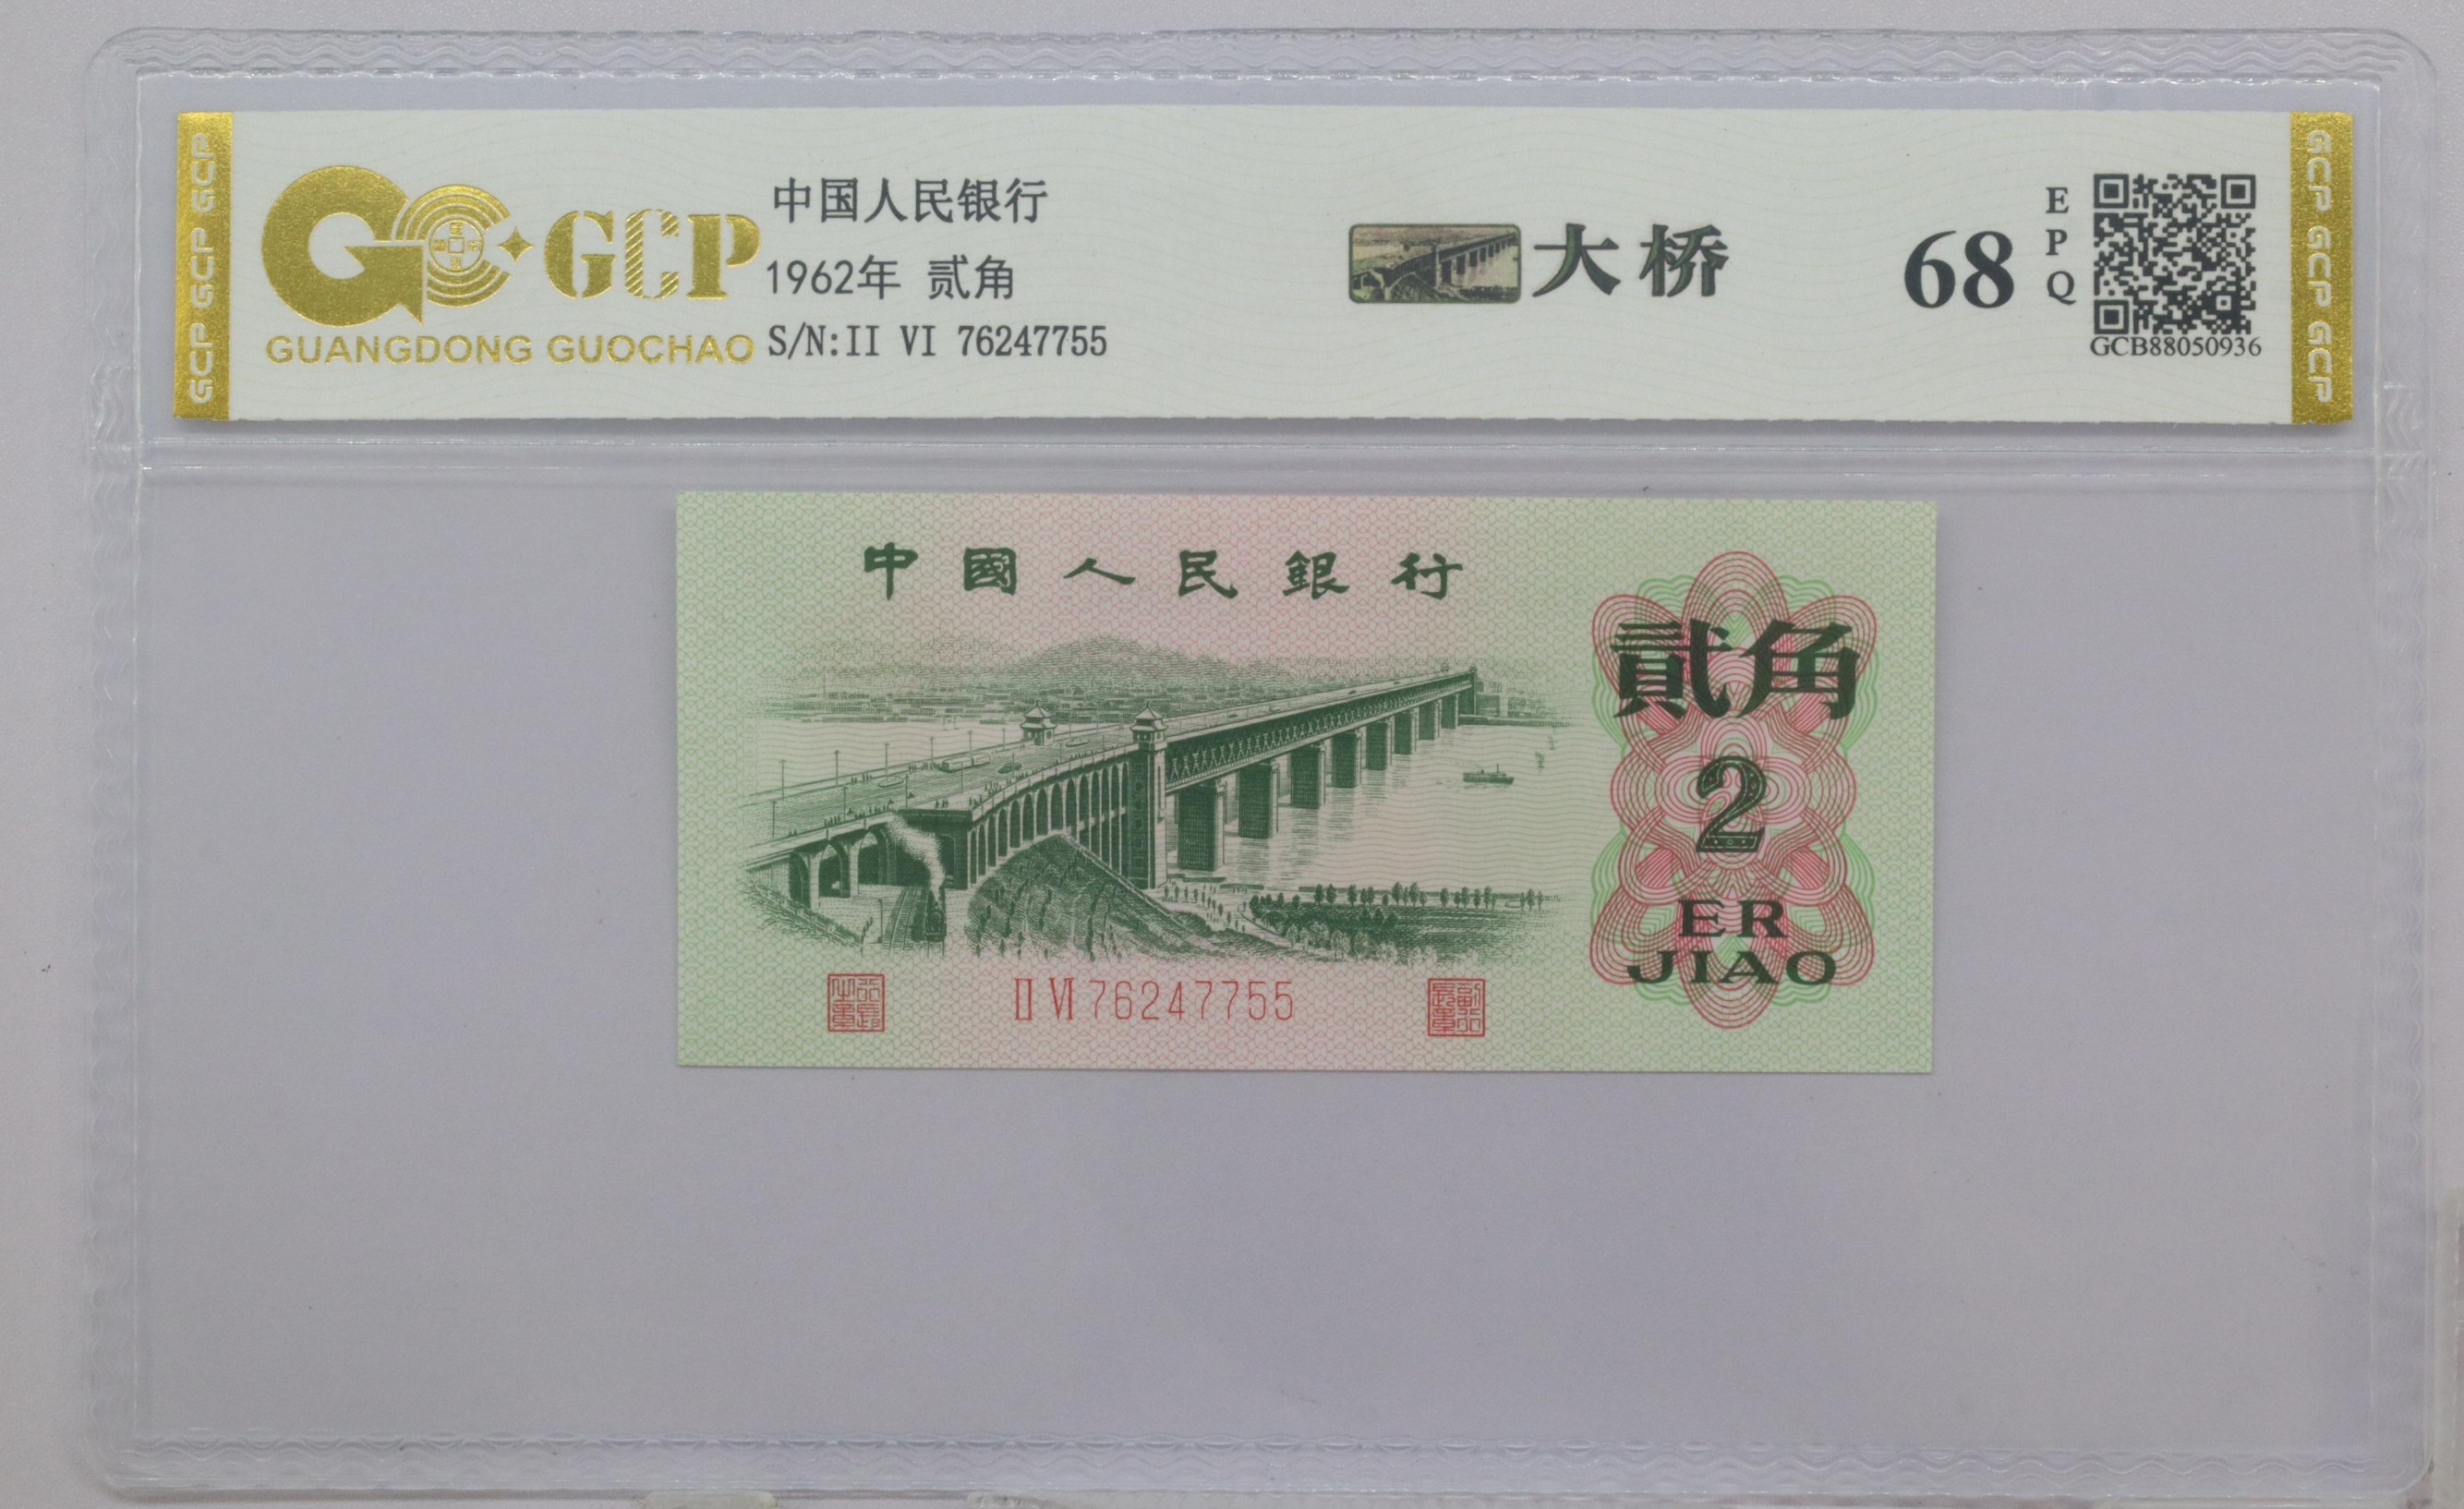 GCP GCP GCP
GCP
GUANGDONG GUOCHAO
中国人民银行
1962年 贰角
S/N:II VI 76247755
大桥
68
E
P
Q
GCB88050936
GCP GCP GCP
中國人民銀行
貳角
2
ER
JIAO
II VI 76247755